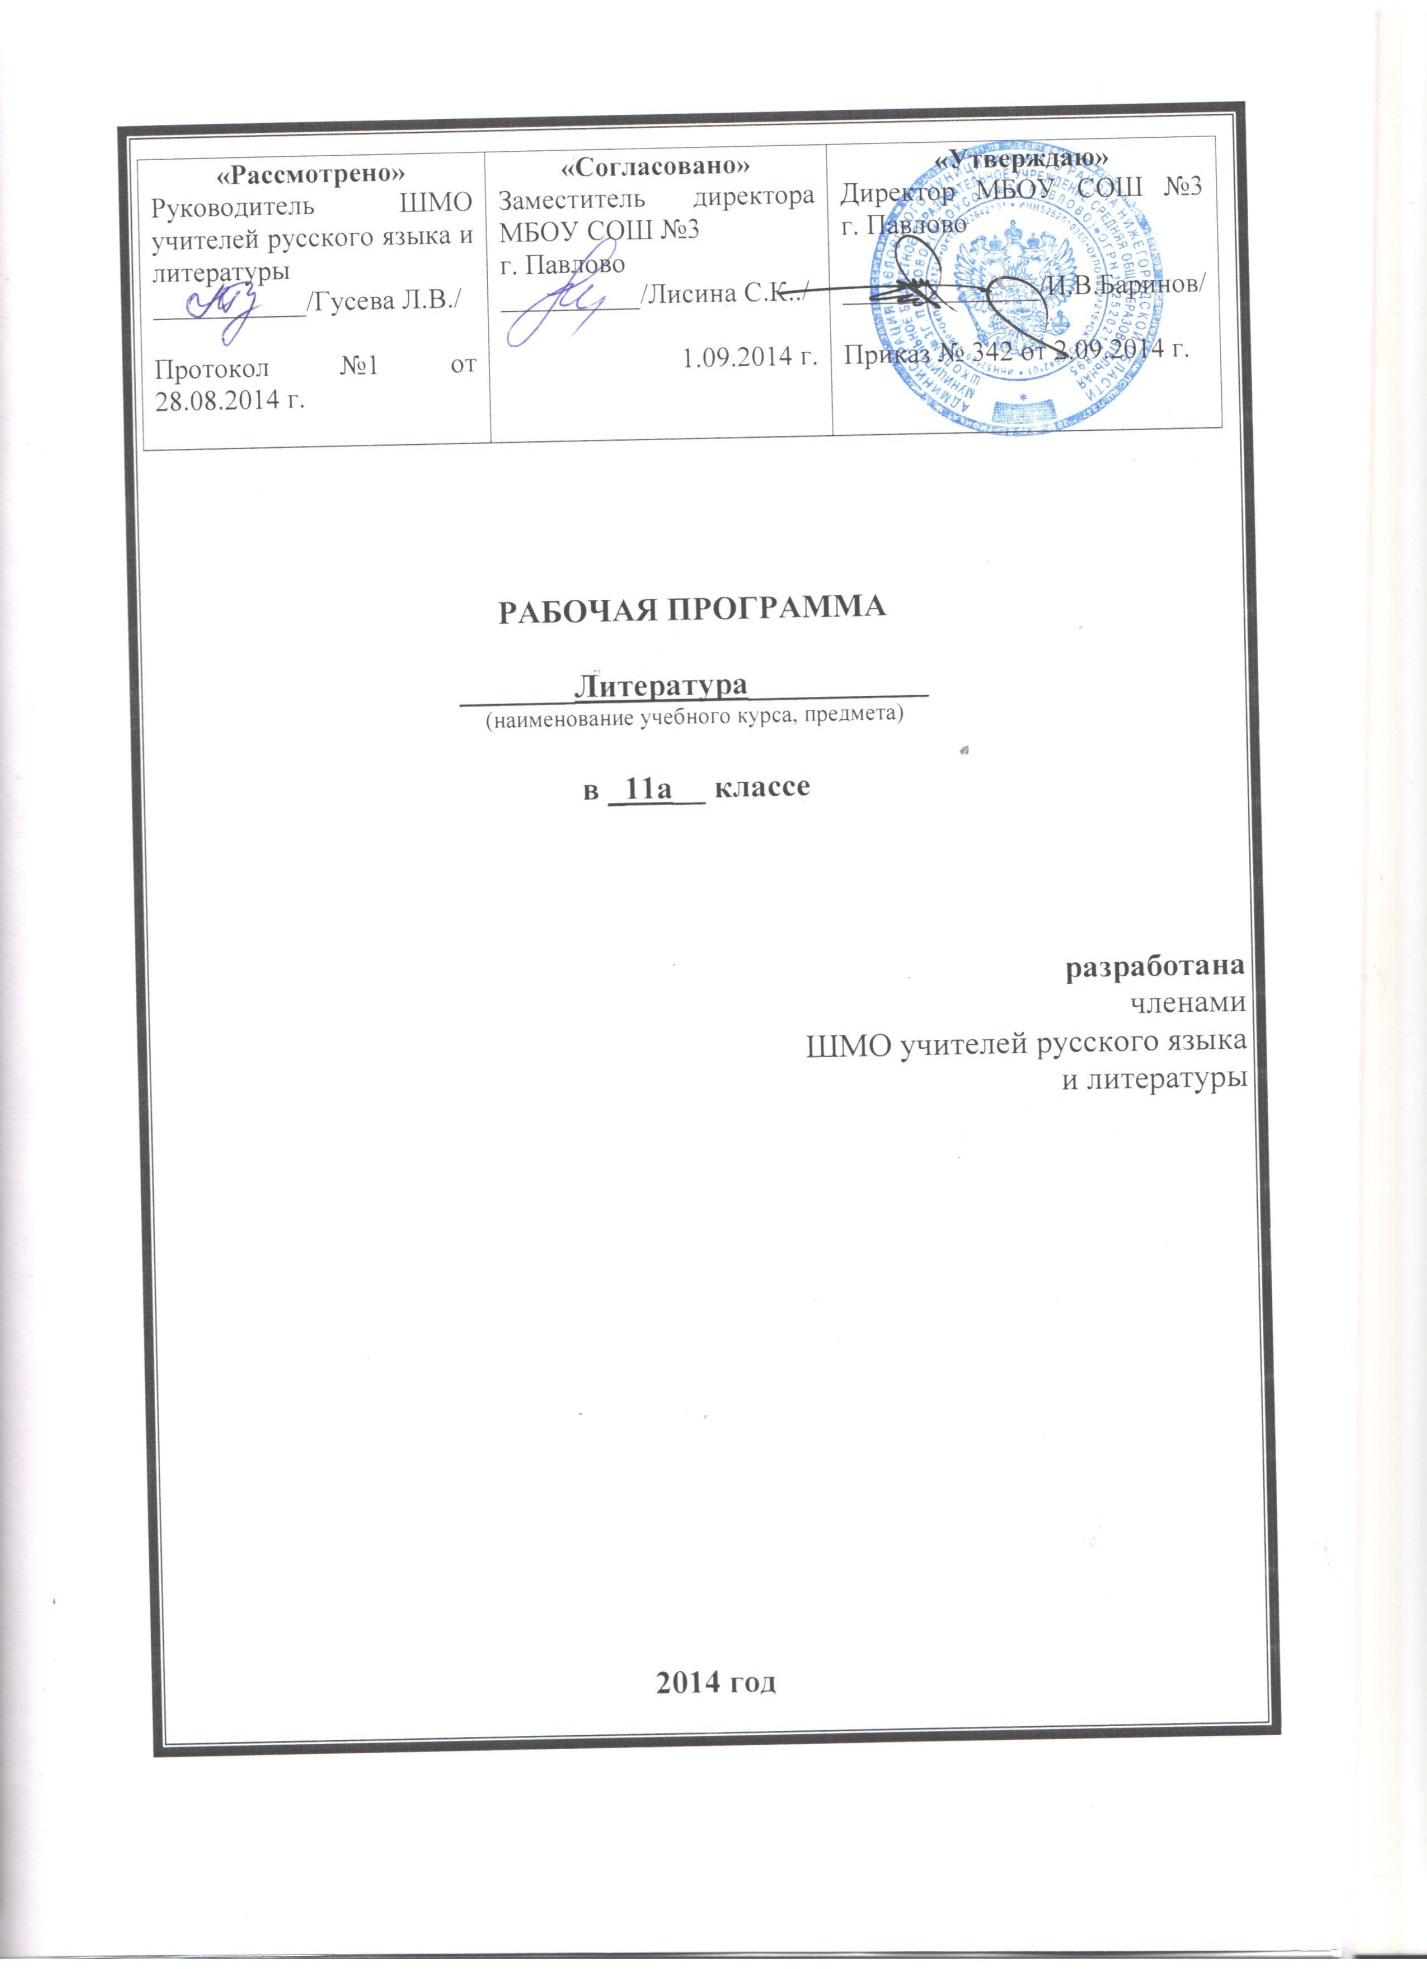 «Рассмотрено»
Руководитель ШМО
учителей русского языка и
литературы
___________/Гусева Л.В./
Протокол №1 от
28.08.2014 г.
«Согласовано»
Заместитель директора
МБОУ СОШ №3
г. Павлово
__________/Лисина С.К../
1.09.2014 г.
«Утверждаю»
Директор МБОУ СОШ №3
г. Павлово
______________/И.В.Баринов/
Приказ № 342 от 2.09.2014 г.
РАБОЧАЯ ПРОГРАММА
Литература
(наименование учебного курса, предмета)
в 11а классе
разработана
членами
ШМО учителей русского языка
и литературы
2014 год